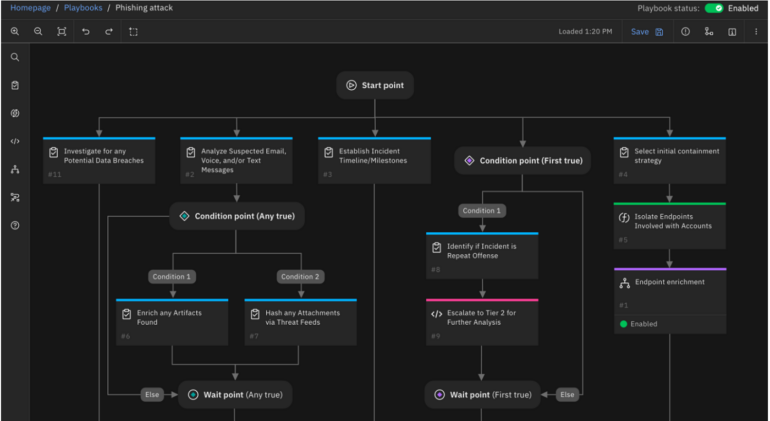 Homepage / Playbooks / Phishing attack
Playbook status: Enabled
Loaded 1:20 PM
Save
Start point
Investigate for any
Potential Data Breaches
#11
Analyze Suspected Email,
Voice, and/or Text
Messages
#2
Establish Incident
Timeline/Milestones
#3
Condition point (First true)
Select initial containment
strategy
#4
Condition point (Any true)
Condition 1
Isolate Endpoints
Involved with Accounts
#5
Identify if Incident is
Repeat Offense
#8
Condition 1
Condition 2
Endpoint enrichment
#1
Enabled
Enrich any Artifacts
Found
#6
Hash any Attachments
via Threat Feeds
#7
Escalate to Tier 2 for
Further Analysis
#9
Else
Wait point (Any true)
Wait point (First true)
Else